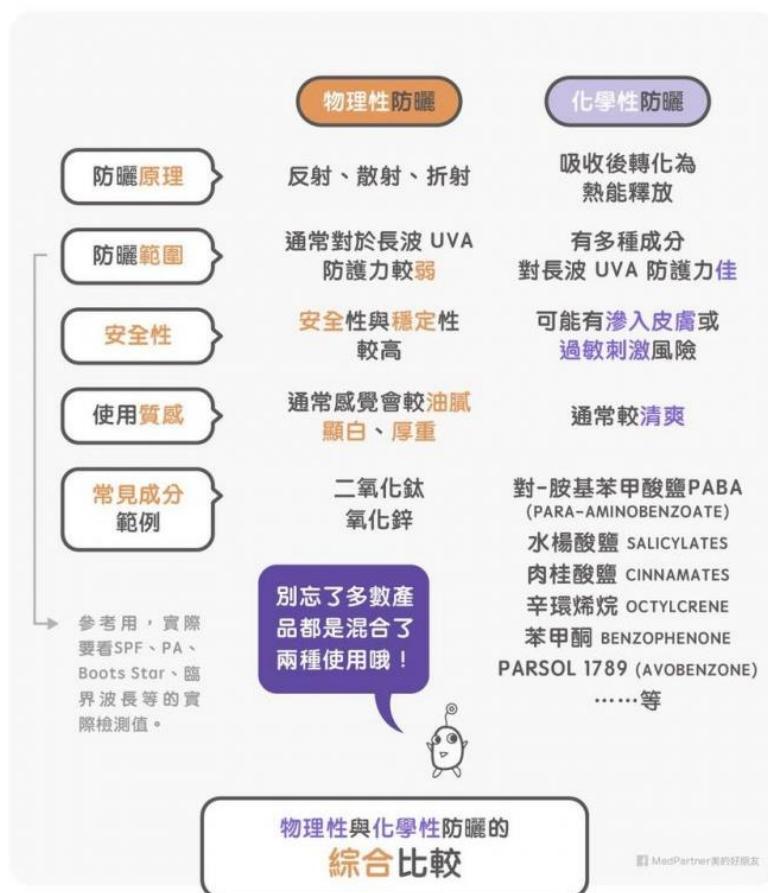 物理性防曬
化學性防曬
防曬原理
反射、散射、折射
吸收後轉化為
熱能釋放
防曬範圍
通常對於長波 UVA
防護力較弱
有多種成分
對長波 UVA 防護力佳
安全性
安全性與穩定性
較高
可能有滲入皮膚或
過敏刺激風險
使用質感
通常感覺會較油膩
顯白、厚重
通常較清爽
常見成分
範例
二氧化鈦
氧化鋅
對-胺基苯甲酸鹽PABA
(PARA-AMINOBENZOATE)
水楊酸鹽 SALICYLATES
肉桂酸鹽 CINNAMATES
辛環烯烷 OCTYLCRENE
苯甲酮 BENZOPHENONE
PARSOL 1789 (AVOBENZONE)
……等
參考用，實際
要看SPF、PA、
Boots Star、臨
界波長等的實
際檢測值。
別忘了多數產
品都是混合了
兩種使用哦！
物理性與化學性防曬的
綜合比較
MedPartner美的好朋友